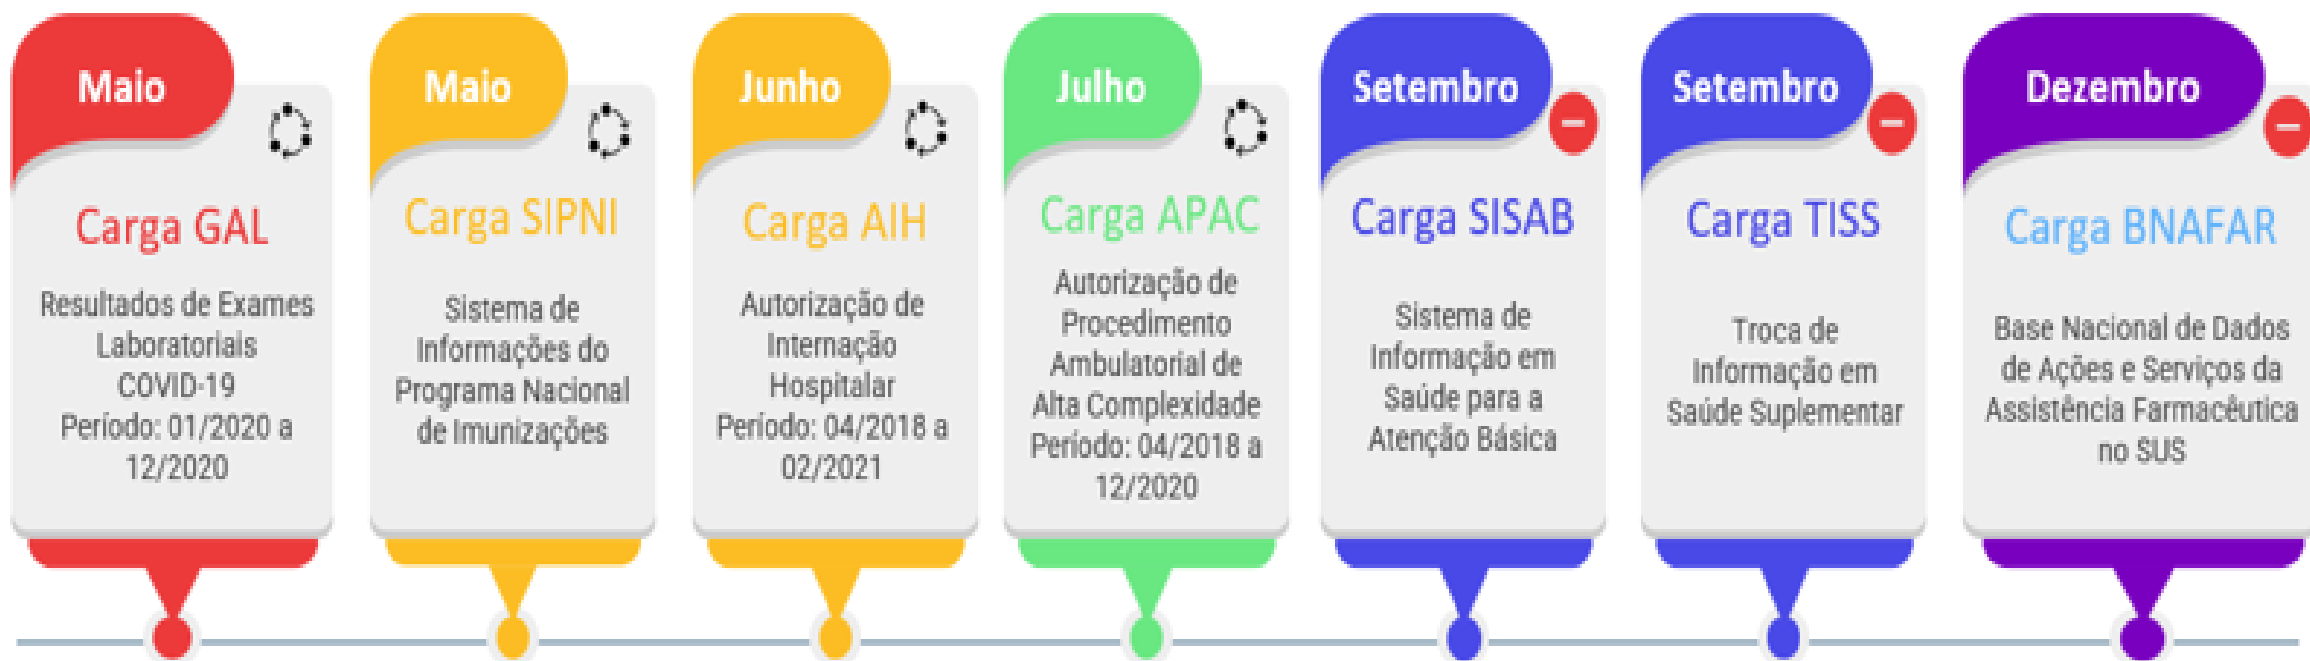 Maio
Carga GAL
Resultados de Exames
Laboratoriais
COVID-19
Período: 01/2020 a
12/2020
Maio
Carga SIPNI
Sistema de
Informações do
Programa Nacional
de Imunizações
Junho
Carga AIH
Autorização de
Internação
Hospitalar
Período: 04/2018 a
02/2021
Julho
Carga APAC
Autorização de
Procedimento
Ambulatorial de
Alta Complexidade
Período: 04/2018 a
12/2020
Setembro
Carga SISAB
Sistema de
Informação em
Saúde para a
Atenção Básica
Setembro
Carga TISS
Troca de
Informação em
Saúde Suplementar
Dezembro
Carga BNAFAR
Base Nacional de Dados
de Ações e Serviços da
Assistência Farmacêutica
no SUS